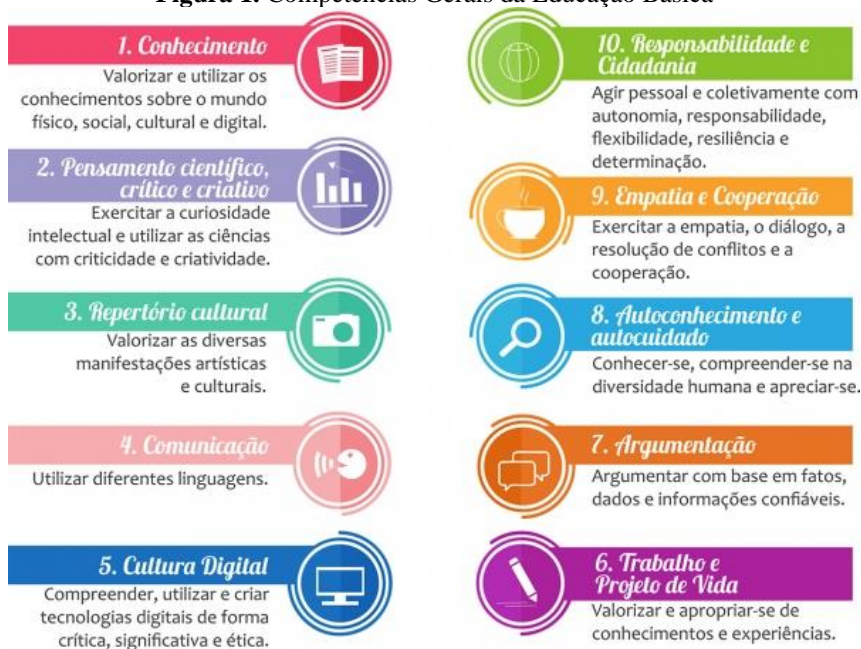 Figura 1. Competências Gerais da Educação Básica
1. Conhecimento
Valorizar e utilizar os
conhecimentos sobre o mundo
físico, social, cultural e digital.
2. Pensamento científico,
crítico e criativo
Exercitar a curiosidade
intelectual e utilizar as ciências
com criticidade e criatividade.
3. Repertório cultural
Valorizar as diversas
manifestações artísticas
e culturais.
4. Comunicação
Utilizar diferentes linguagens.
5. Cultura Digital
Compreender, utilizar e criar
tecnologias digitais de forma
crítica, significativa e ética.
10. Responsabilidade e
Cidadania
Agir pessoal e coletivamente com
autonomia, responsabilidade,
flexibilidade, resiliência e
determinação.
9. Empatia e Cooperação
Exercitar a empatia, o diálogo, a
resolução de conflitos e a
cooperação.
8. Autoconhecimento e
autocuidado
Conhecer-se, compreender-se na
diversidade humana e apreciar-se.
7. Argumentação
Argumentar com base em fatos,
dados e informações confiáveis.
6. Trabalho e
Projeto de Vida
Valorizar e apropriar-se de
conhecimentos e experiências.